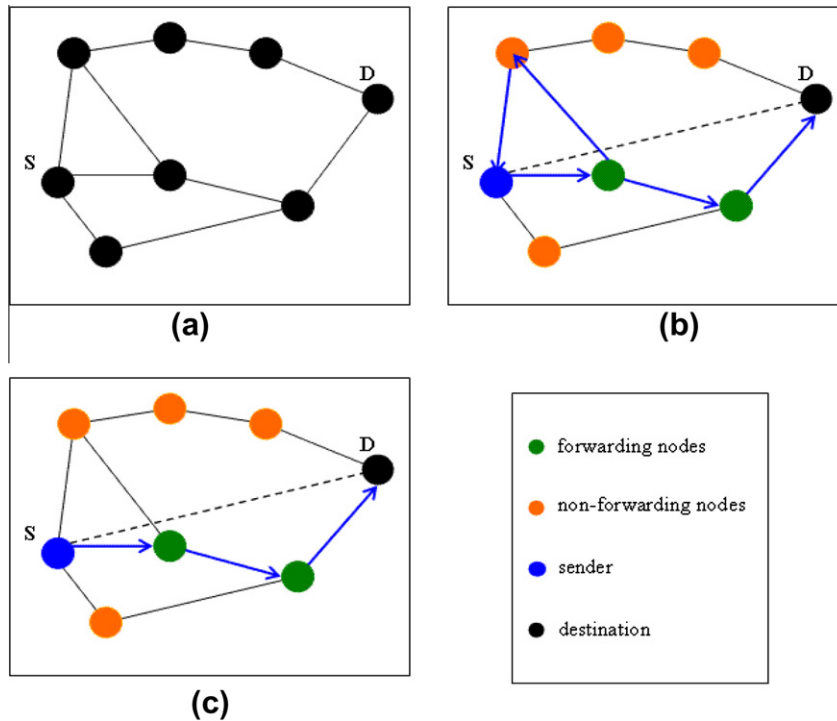 D
S
(a)
D
S
(b)
D
S
(c)
forwarding nodes
non-forwarding nodes
sender
destination